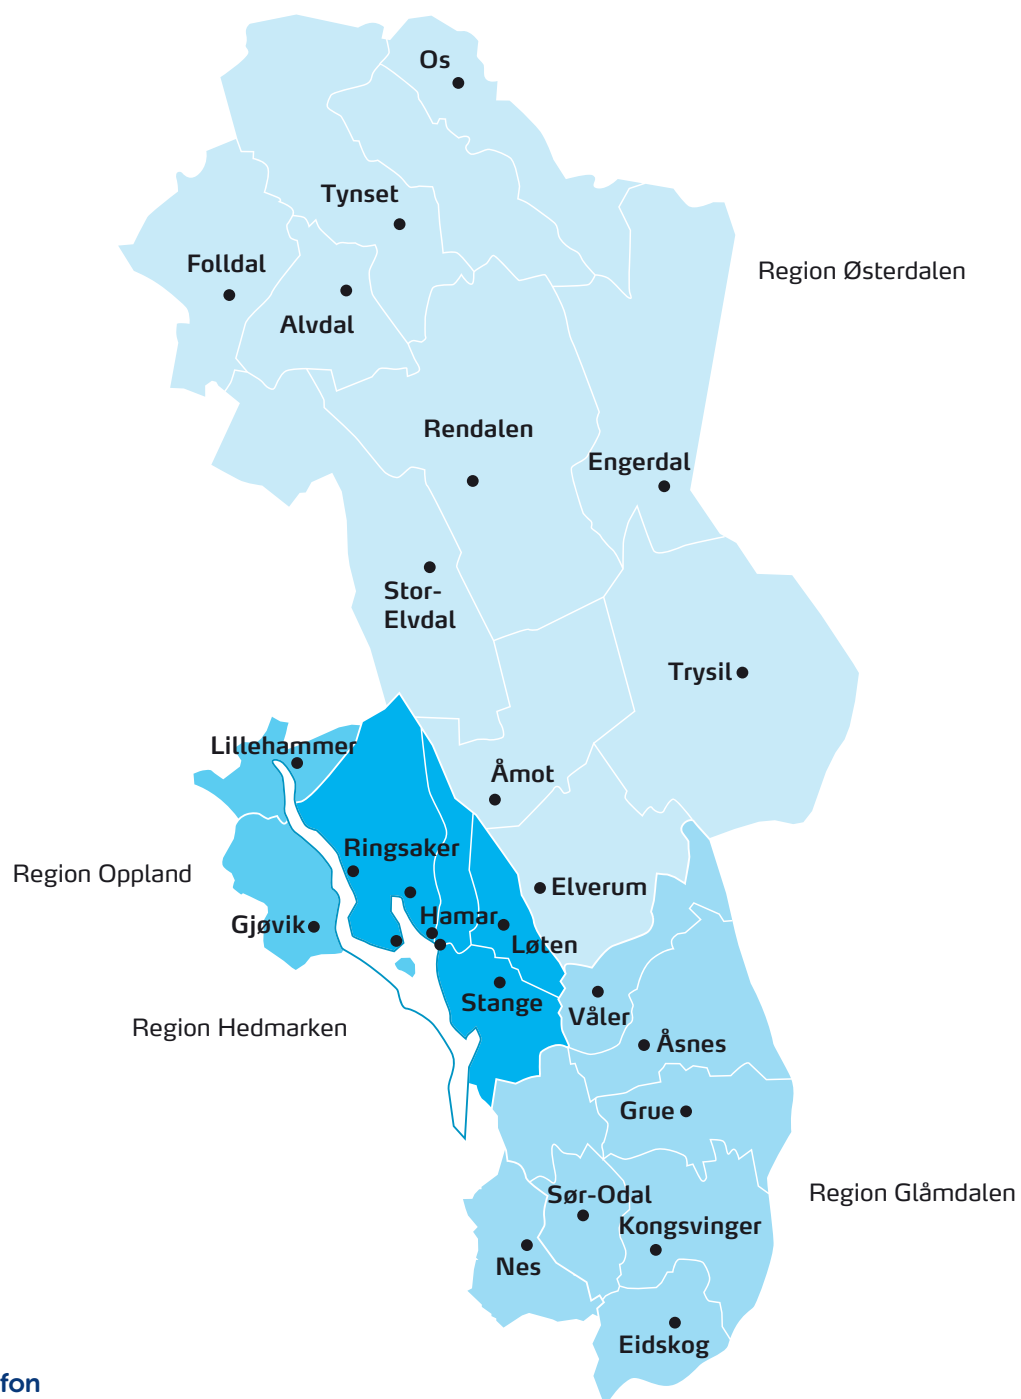 Os
Tynset
Folldal
Region Østerdalen
Alvdal
Rendalen
Engerdal
Stor-
Elvdal
Trysil
Lillehammer
Åmot
Ringsaker
Region Oppland
Elverum
Hamar
Gjøvik
Løten
Stange
Våler
Region Hedmarken
Åsnes
Grue
Sør-Odal
Region Glåmdalen
Kongsvinger
Nes
Eidskog
fon